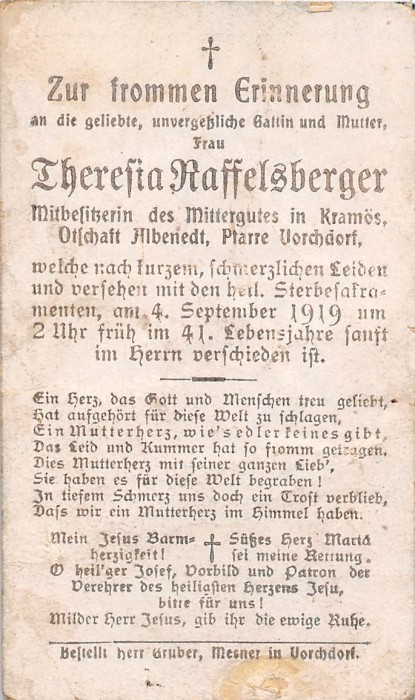 Zur frommen Erinnerung
an die geliebte, unvergeßliche Gattin und Mutter,
Frau
Theresia Raffelsberger
Mitbesitzerin des Mittergutes in Kramös,
Otschaft Albenedt, Pfarre Vorchdorf,
welche nach kurzem, schmerzlichen Leiden
und versehen mit den heil. Sterbesakra-
menten, am 4. September 1919 um
2 Uhr früh im 41. Lebensjahre sanft
im Herrn verschieden ist.
Ein Herz, das Gott und Menschen treu geliebt,
Hat aufgehört für diese Welt zu schlagen,
Ein Mutterherz, wie's edler keines gibt,
Das Leid und Kummer hat so fromm getragen.
Dies Mutterherz mit seiner ganzen Lieb',
Sie haben es für diese Welt begraben!
In tiefem Schmerz uns doch ein Trost verblieb,
Dass wir ein Mutterherz im Himmel haben.
Mein Jesus Barm- Süßes Herz Mariä
herzigkeit! sei meine Rettung.
O heil'ger Josef, Vorbild und Patron der
Verehrer des heiligsten Herzens Jesu,
bitte für uns!
Milder Herr Jesus, gib ihr die ewige Ruhe.
Bestellt Herr Gruber, Mesner in Vorchdorf.